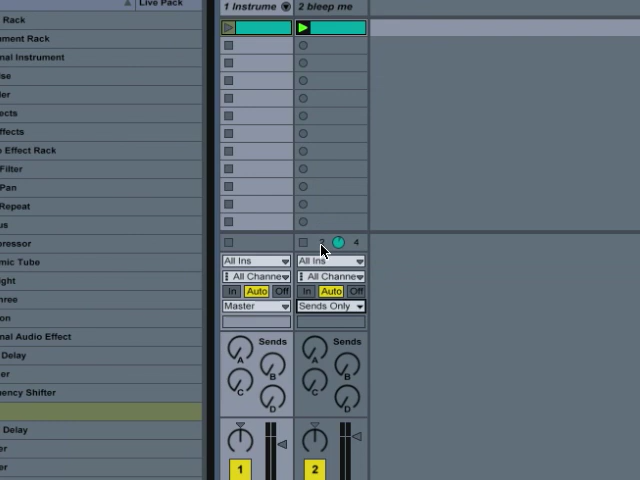 Live Pack
Rack
ment Rack
nal Instrument
se
ler
ects
ffects
e Effect Rack
Filter
Pan
Repeat
us
pressor
mic Tube
ight
hree
on
nal Audio Effect
Delay
er
ency Shifter
Delay
er
er
1 Instrume
2 bleep me
4
All Ins
All Ins
All Channe
All Channe
In Auto Off
In Auto Off
Master
Sends Only
Sends
Sends
A
B
C
D
A
B
C
D
1
2